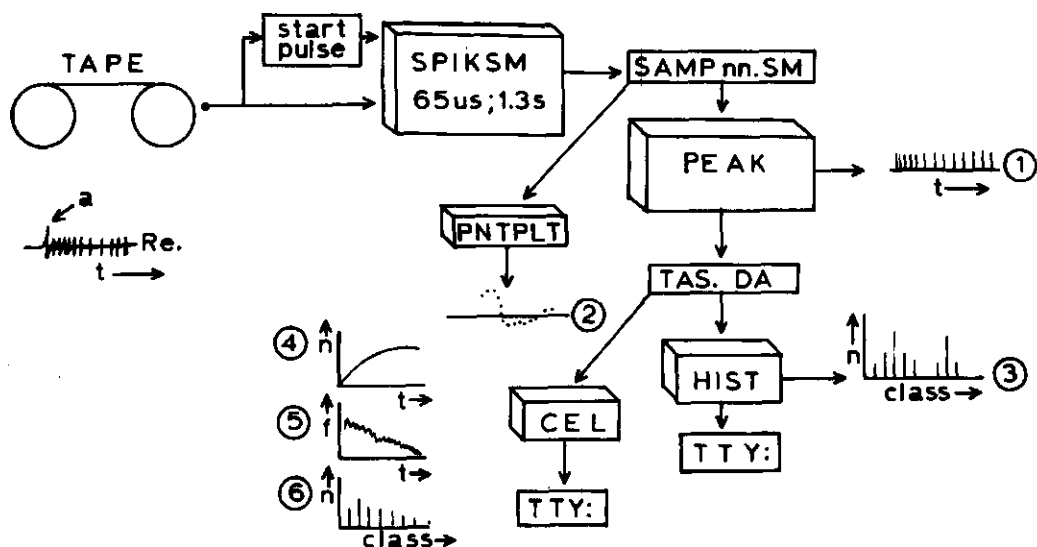 TAPE
start
pulse
SPIKSM
65us;1.3s
SAMPnn.SM
PEAK
t
1
a
Re.
t
PNTPLT
2
TAS. DA
HIST
n
class
3
TTY:
CEL
TTY:
4
n
t
5
f
t
6
n
class